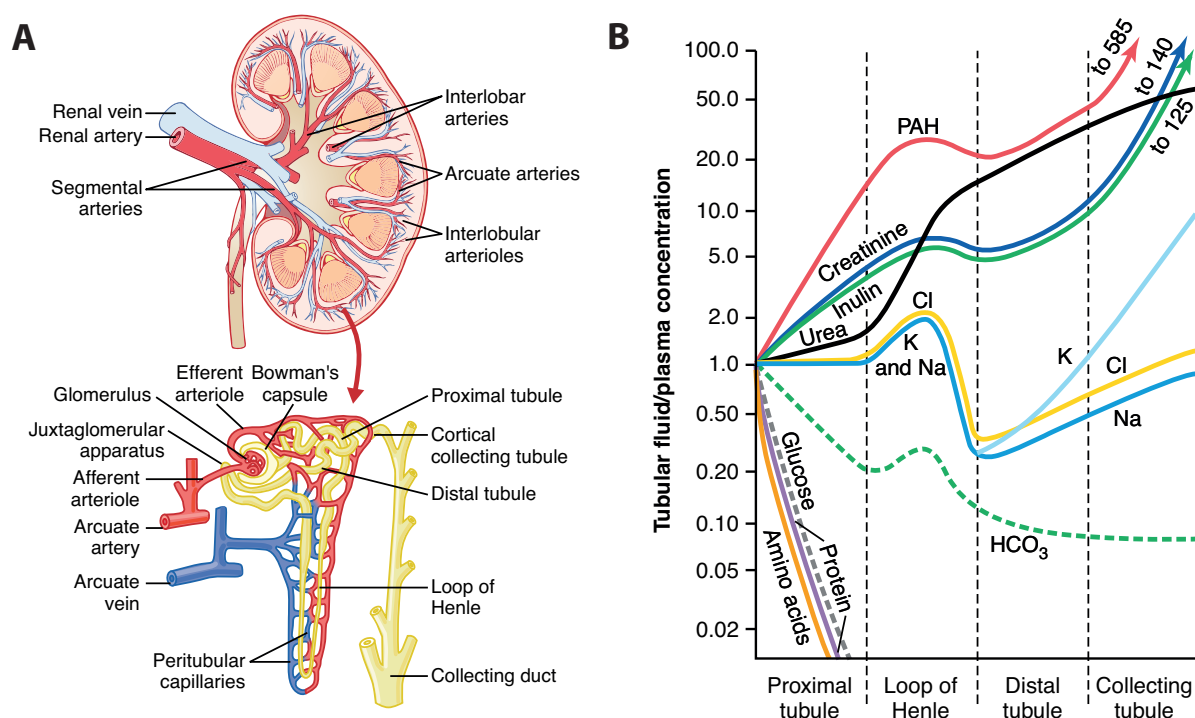 A
Renal vein
Renal artery
Segmental
arteries
Interlobar
arteries
Arcuate arteries
Interlobular
arterioles
Efferent
arteriole
Bowman's
capsule
Glomerulus
Juxtaglomerular
apparatus
Afferent
arteriole
Arcuate
artery
Arcuate
vein
Peritubular
capillaries
Proximal tubule
Cortical
collecting tubule
Distal tubule
Loop of
Henle
Collecting duct
B
Tubular fluid/plasma concentration
100.0
50.0
20.0
10.0
5.0
2.0
1.0
0.50
0.20
0.10
0.05
0.02
to 585
to 140
to 125
PAH
Creatinine
Inulin
Urea
Cl
K
and Na
K
Cl
Na
Glucose
Protein
Amino acids
HCO₃
Proximal
tubule
Loop of
Henle
Distal
tubule
Collecting
tubule